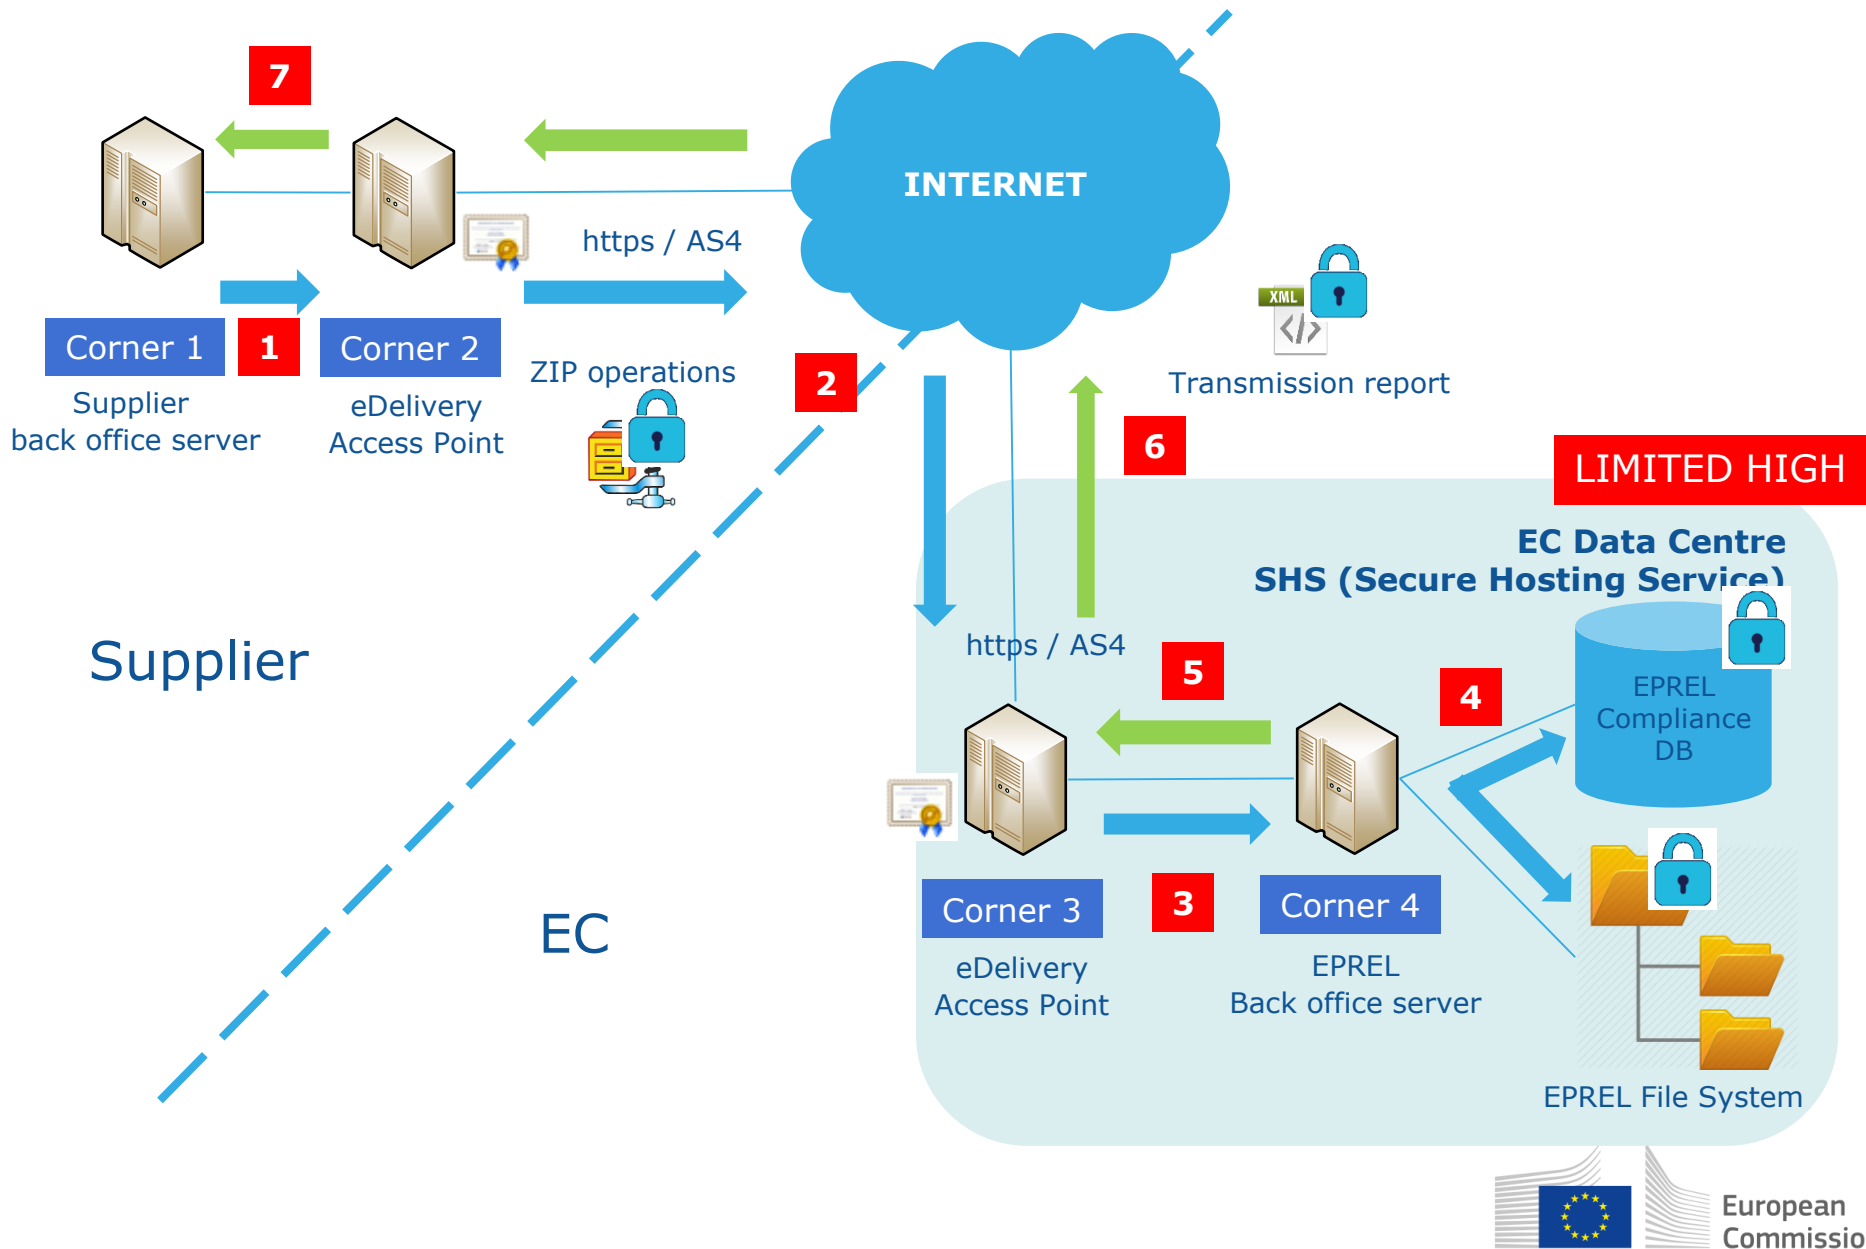 7
INTERNET
https / AS4
XML
</>
Corner 1
1
Corner 2
ZIP operations
2
Transmission report
Supplier
back office server
eDelivery
Access Point
6
LIMITED HIGH
EC Data Centre
SHS (Secure Hosting Service)
Supplier
https / AS4
5
4
EPREL
Compliance
DB
Corner 3
3
Corner 4
EC
eDelivery
Access Point
EPREL
Back office server
EPREL File System
European
Commissio